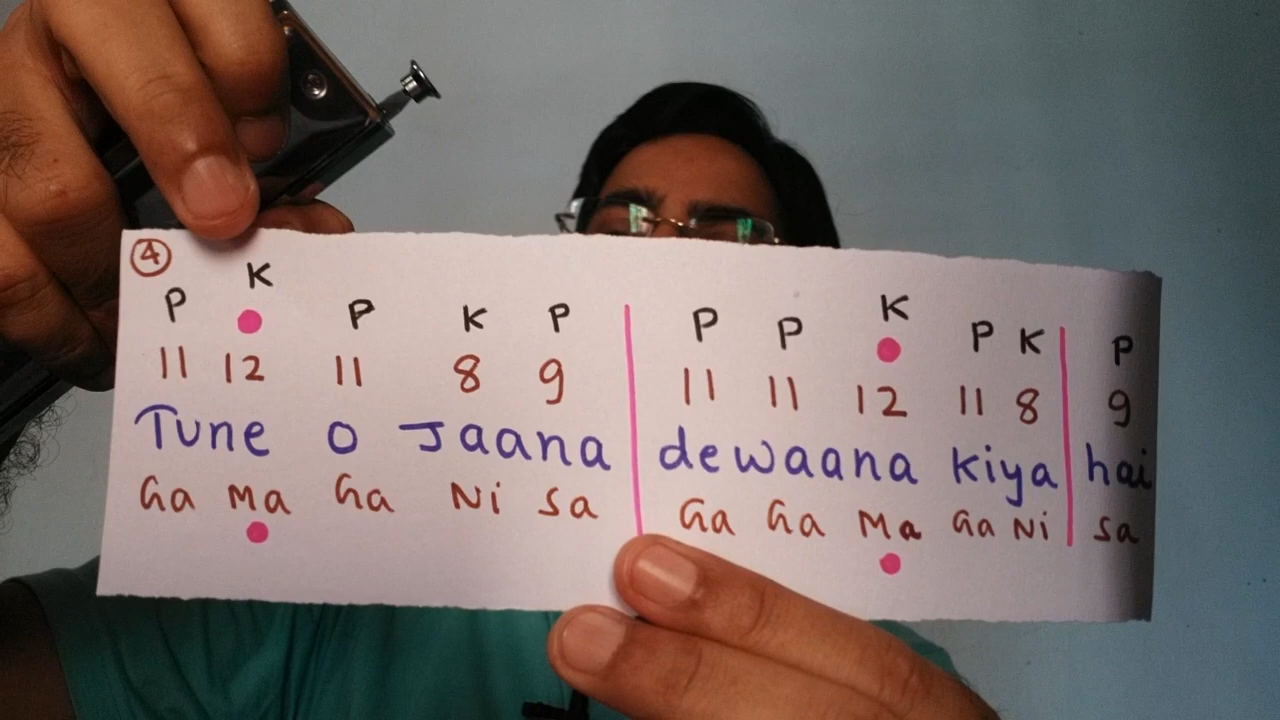 4
P K P K P P P K P K P
11 12 11 8 9 11 11 12 11 8 9
Tune o Jaana dewaana kiya hai
Ga Ma Ga Ni Sa Ga Ga Ma Ga Ni Sa